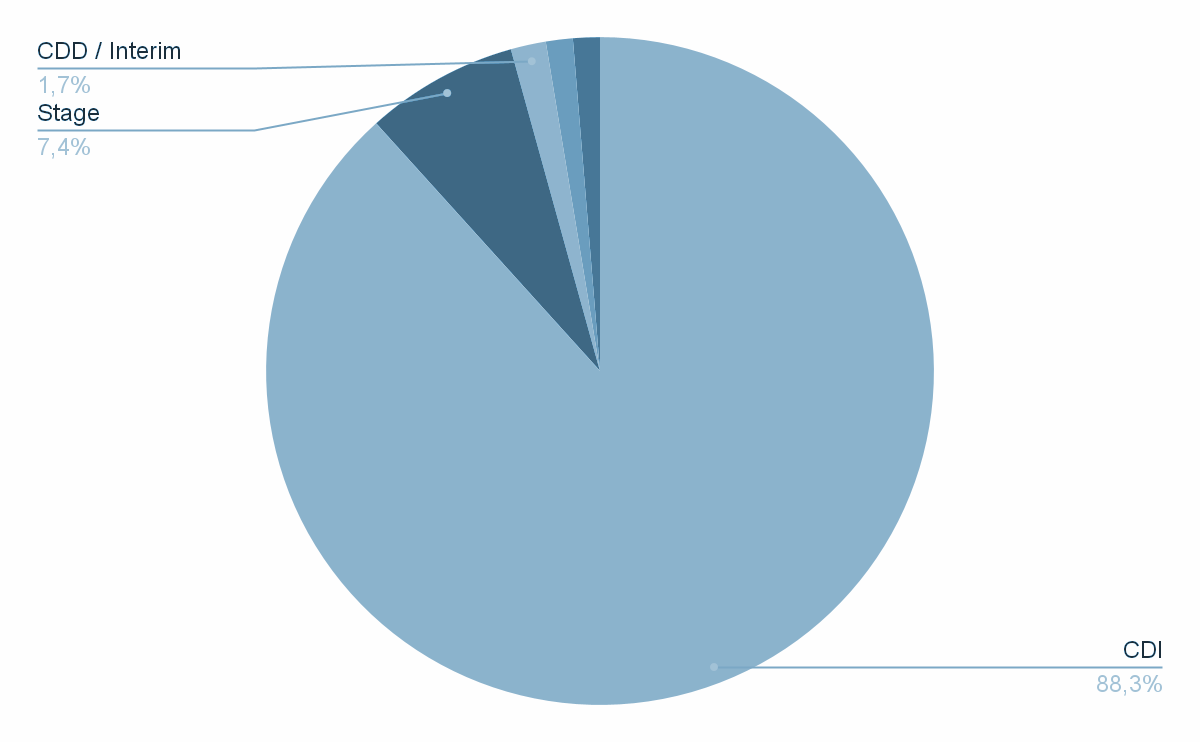 CDD / Interim
1,7%
Stage
7,4%
CDI
88,3%